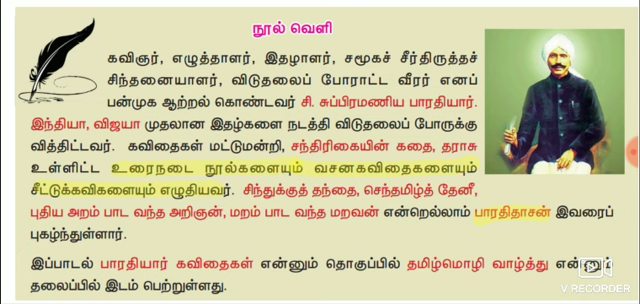 நூல் வெளி
கவிஞர், எழுத்தாளர், இதழாளர், சமூகச் சீர்திருத்தச்
சிந்தனையாளர், விடுதலைப் போராட்ட வீரர் எனப்
பன்முக ஆற்றல் கொண்டவர் சி. சுப்பிரமணிய பாரதியார்.
இந்தியா, விஜயா முதலான இதழ்களை நடத்தி விடுதலைப் போருக்கு
வித்திட்டவர். கவிதைகள் மட்டுமன்றி, சந்திரிகையின் கதை, தராசு
உள்ளிட்ட உரைநடை நூல்களையும் வசனகவிதைகளையும்
சீட்டுக்கவிகளையும் எழுதியவர். சிந்துக்குத் தந்தை, செந்தமிழ்த் தேனீ,
புதிய அறம் பாட வந்த அறிஞன், மறம் பாட வந்த மறவன் என்றெல்லாம் பாரதிதாசன் இவரைப்
புகழ்ந்துள்ளார்.
இப்பாடல் பாரதியார் கவிதைகள் என்னும் தொகுப்பில் தமிழ்மொழி வாழ்த்து என்னும்
தலைப்பில் இடம் பெற்றுள்ளது.
V RECORDER